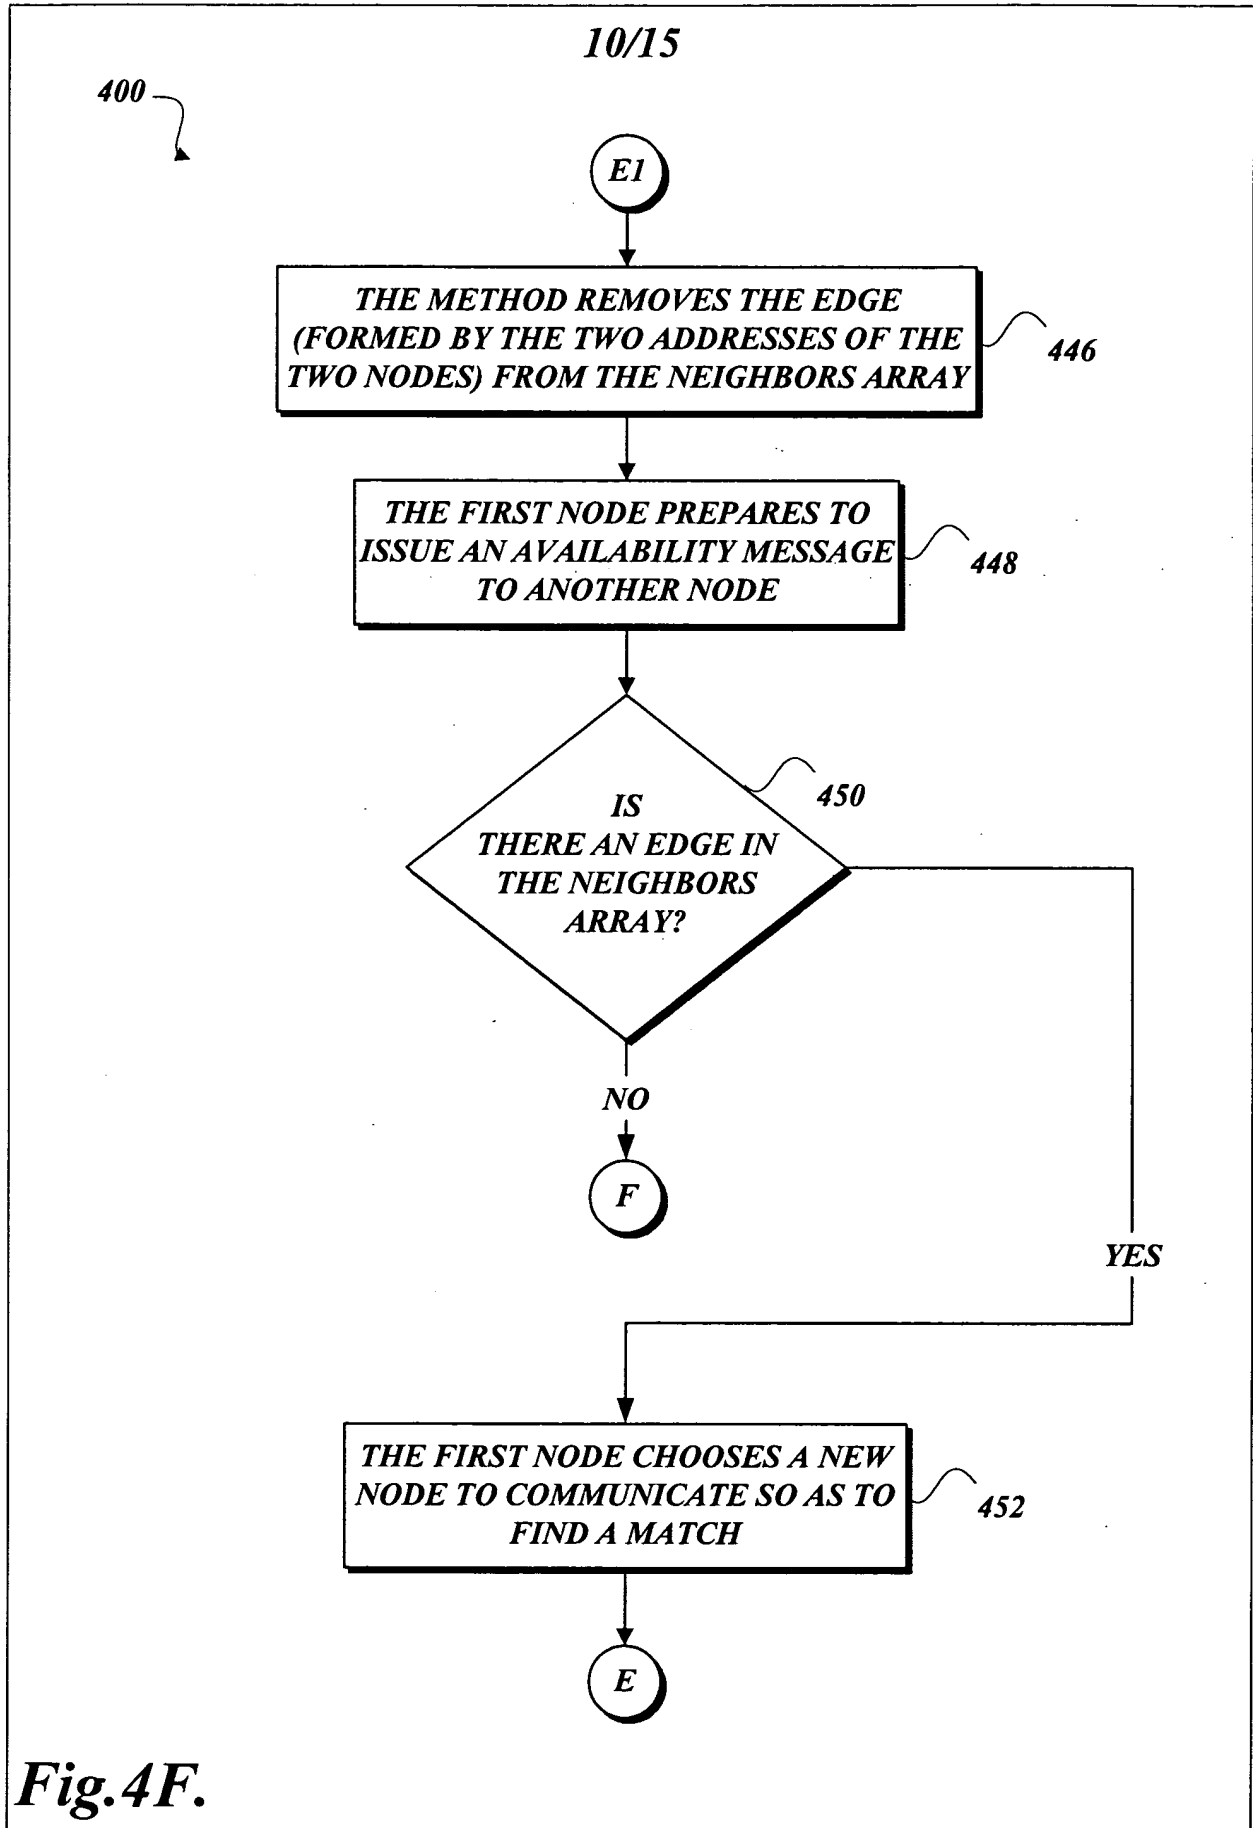 10/15
400
E1
THE METHOD REMOVES THE EDGE
(FORMED BY THE TWO ADDRESSES OF THE
TWO NODES) FROM THE NEIGHBORS ARRAY
446
THE FIRST NODE PREPARES TO
ISSUE AN AVAILABILITY MESSAGE
TO ANOTHER NODE
448
IS
THERE AN EDGE IN
THE NEIGHBORS
ARRAY?
450
NO
F
YES
THE FIRST NODE CHOOSES A NEW
NODE TO COMMUNICATE SO AS TO
FIND A MATCH
452
E
Fig.4F.